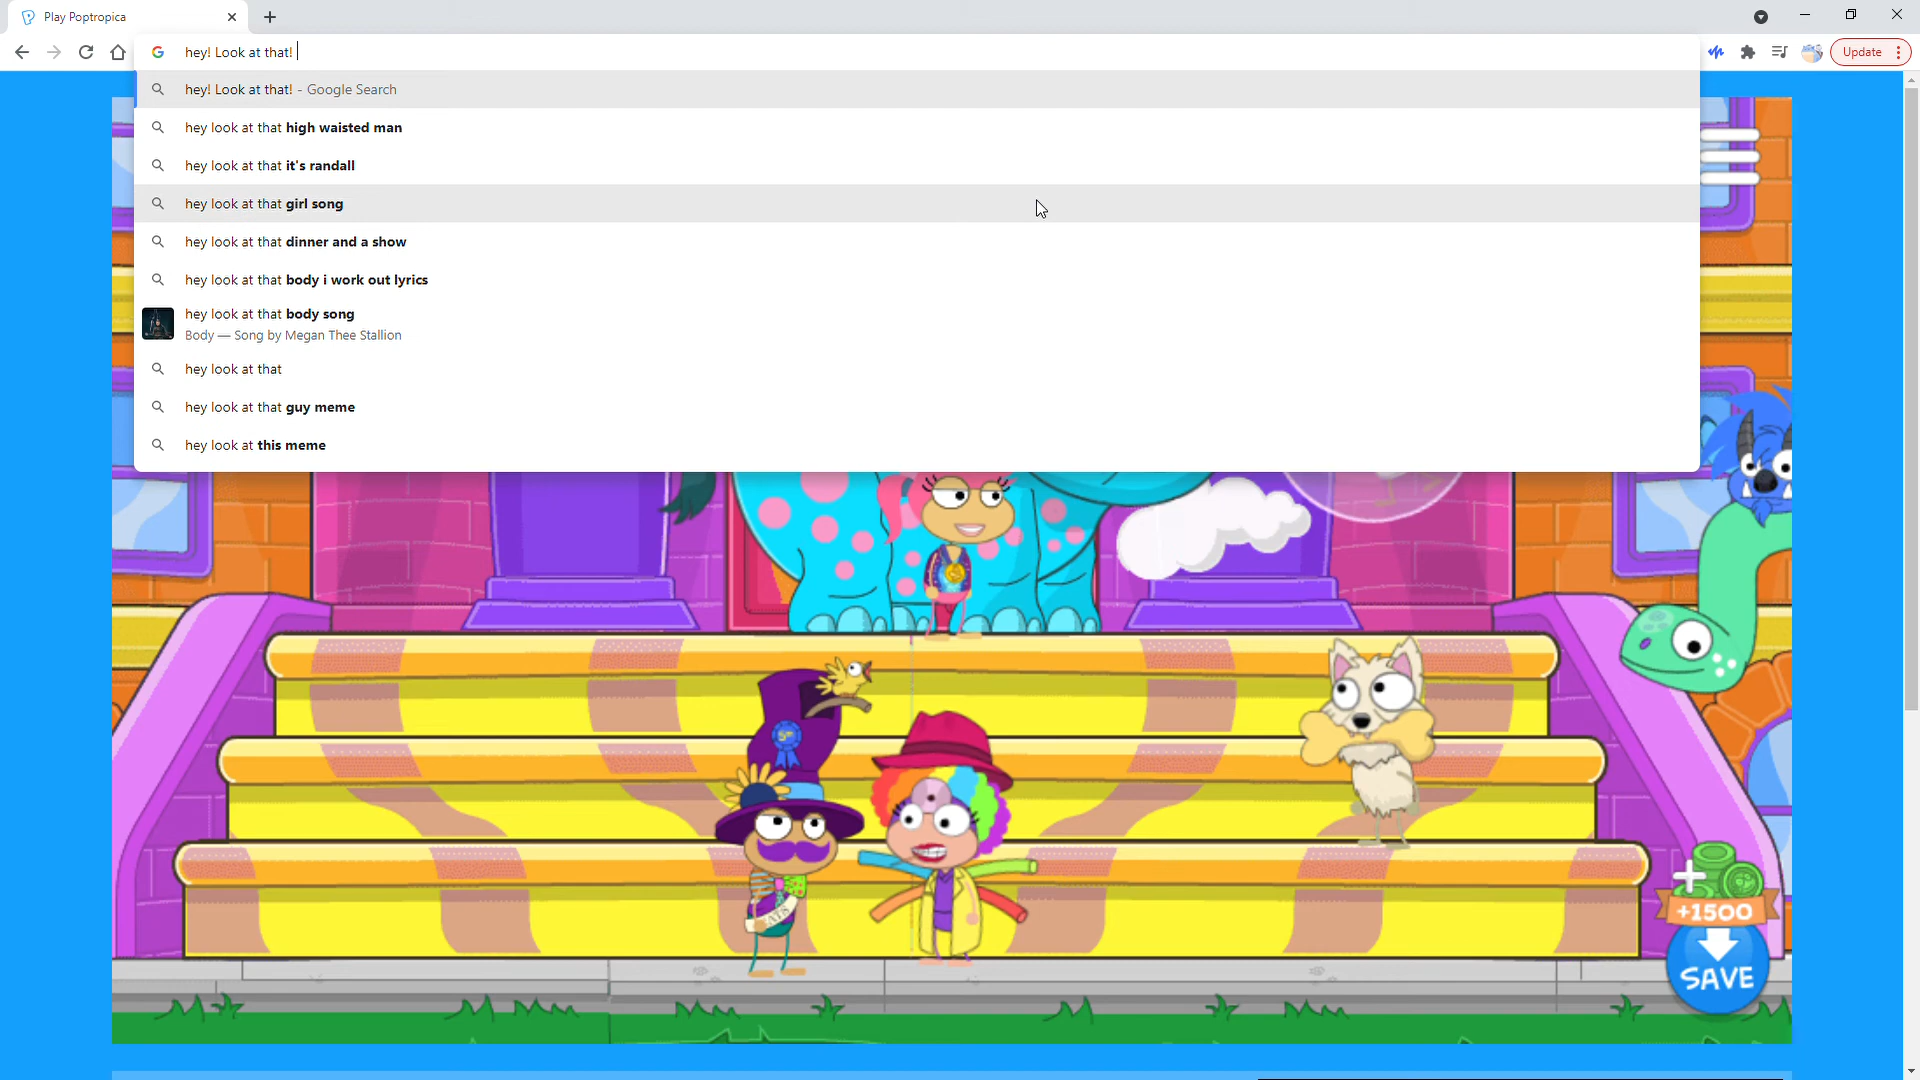 Play Poptropica
hey! Look at that!
Update
hey! Look at that! - Google Search
hey look at that high waisted man
hey look at that it's randall
hey look at that girl song
hey look at that dinner and a show
hey look at that body i work out lyrics
hey look at that body song
Body — Song by Megan Thee Stallion
hey look at that
hey look at that guy meme
hey look at this meme
+1500
SAVE